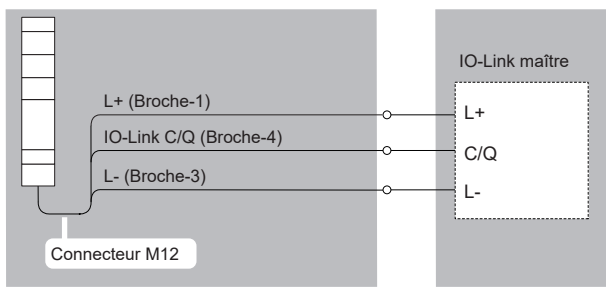 IO-Link maître
L+ (Broche-1)
L+
IO-Link C/Q (Broche-4)
C/Q
L- (Broche-3)
L-
Connecteur M12